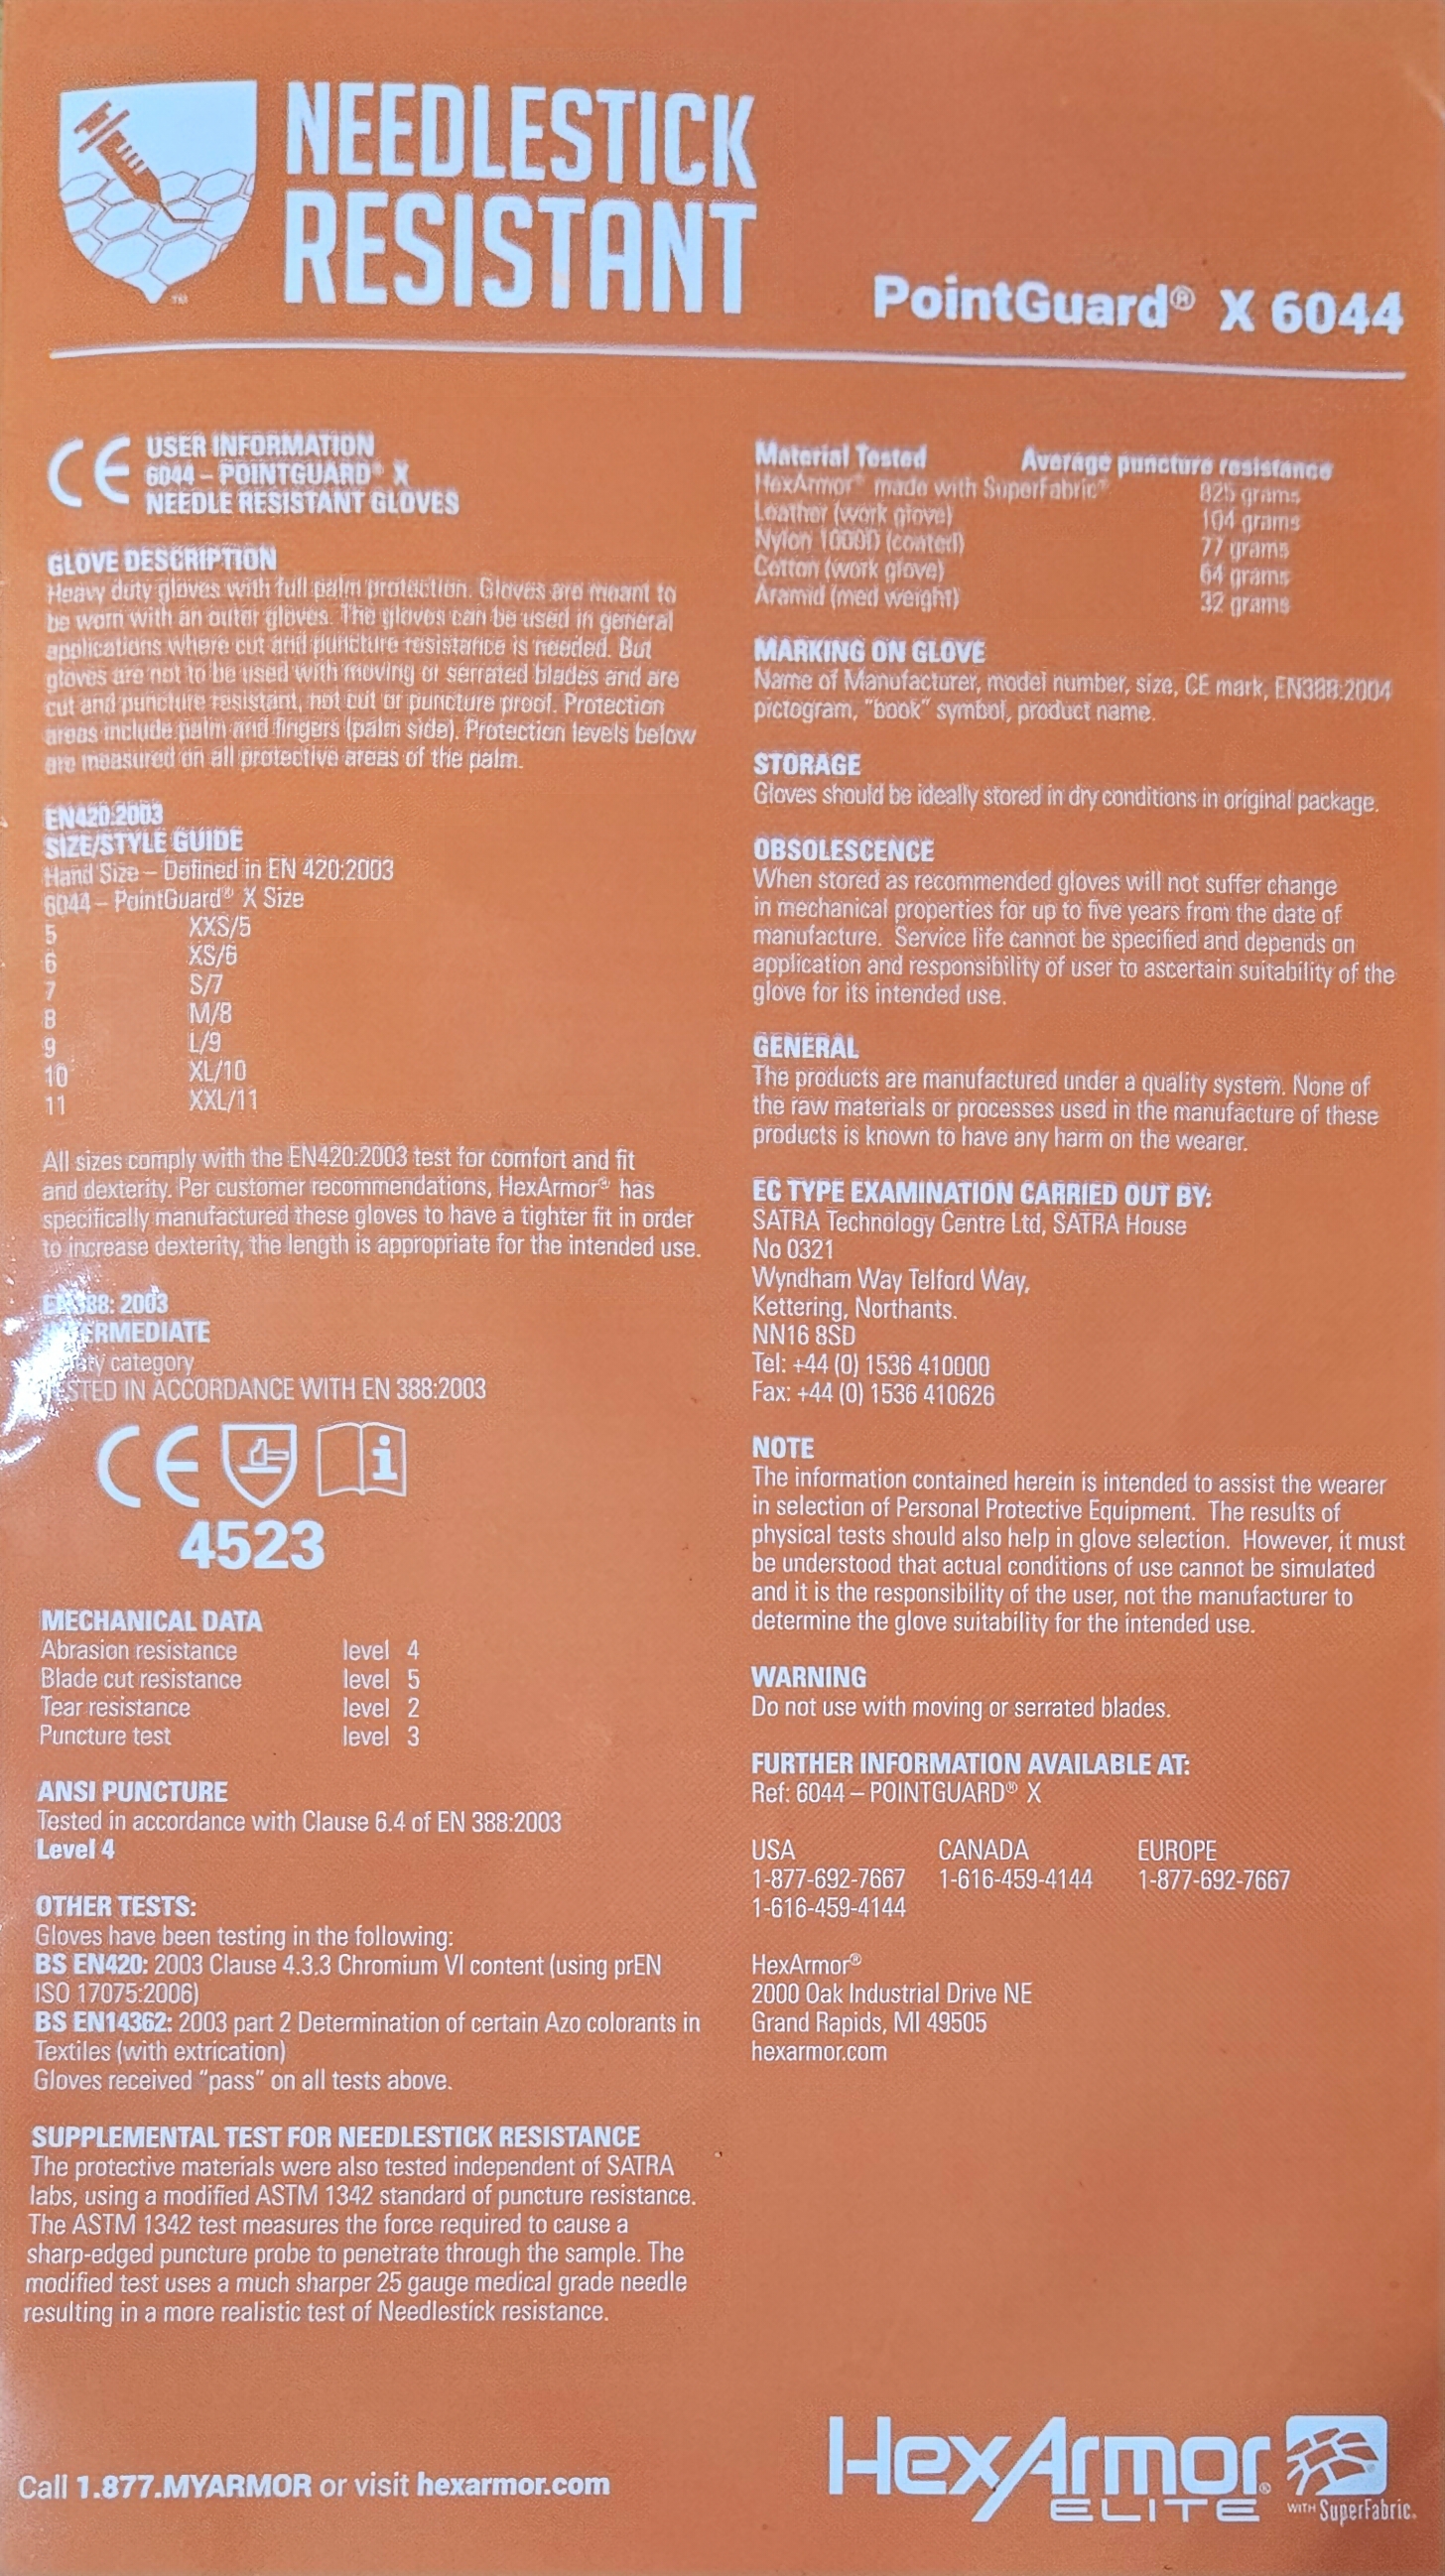 NEEDLESTICK
RESISTANT
TM
PointGuard® X 6044
CE
USER INFORMATION
6044 – POINTGUARD® X
NEEDLE RESISTANT GLOVES
GLOVE DESCRIPTION
Heavy duty gloves with full palm protection. Gloves are meant to
be worn with an outer gloves. The gloves can be used in general
applications where cut and puncture resistance is needed. But
gloves are not to be used with moving or serrated blades and are
cut and puncture resistant, not cut or puncture proof. Protection
areas include palm and fingers (palm side). Protection levels below
are measured on all protective areas of the palm.
EN420:2003
SIZE/STYLE GUIDE
Hand Size – Defined in EN 420:2003
6044 – PointGuard® X Size
5 XXS/5
6 XS/6
7 S/7
8 M/8
9 L/9
10 XL/10
11 XXL/11
All sizes comply with the EN420:2003 test for comfort and fit
and dexterity. Per customer recommendations, HexArmor® has
specifically manufactured these gloves to have a tighter fit in order
to increase dexterity, the length is appropriate for the intended use.
88: 2003
ERMEDIATE
category
STED IN ACCORDANCE WITH EN 388:2003
CE i
4523
MECHANICAL DATA
Abrasion resistance level 4
Blade cut resistance level 5
Tear resistance level 2
Puncture test level 3
ANSI PUNCTURE
Tested in accordance with Clause 6.4 of EN 388:2003
Level 4
OTHER TESTS:
Gloves have been testing in the following:
BS EN420: 2003 Clause 4.3.3 Chromium VI content (using prEN
ISO 17075:2006)
BS EN14362: 2003 part 2 Determination of certain Azo colorants in
Textiles (with extrication)
Gloves received "pass" on all tests above.
SUPPLEMENTAL TEST FOR NEEDLESTICK RESISTANCE
The protective materials were also tested independent of SATRA
labs, using a modified ASTM 1342 standard of puncture resistance.
The ASTM 1342 test measures the force required to cause a
sharp-edged puncture probe to penetrate through the sample. The
modified test uses a much sharper 25 gauge medical grade needle
resulting in a more realistic test of Needlestick resistance.
Material Tested Average puncture resistance
HexArmor® made with SuperFabric® 825 grams
Leather (work glove) 104 grams
Nylon 1000D (coated) 77 grams
Cotton (work glove) 64 grams
Aramid (med weight) 32 grams
MARKING ON GLOVE
Name of Manufacturer, model number, size, CE mark, EN388:2004
pictogram, "book" symbol, product name.
STORAGE
Gloves should be ideally stored in dry conditions in original package.
OBSOLESCENCE
When stored as recommended gloves will not suffer change
in mechanical properties for up to five years from the date of
manufacture. Service life cannot be specified and depends on
application and responsibility of user to ascertain suitability of the
glove for its intended use.
GENERAL
The products are manufactured under a quality system. None of
the raw materials or processes used in the manufacture of these
products is known to have any harm on the wearer.
EC TYPE EXAMINATION CARRIED OUT BY:
SATRA Technology Centre Ltd, SATRA House
No 0321
Wyndham Way Telford Way,
Kettering, Northants.
NN16 8SD
Tel: +44 (0) 1536 410000
Fax: +44 (0) 1536 410626
NOTE
The information contained herein is intended to assist the wearer
in selection of Personal Protective Equipment. The results of
physical tests should also help in glove selection. However, it must
be understood that actual conditions of use cannot be simulated
and it is the responsibility of the user, not the manufacturer to
determine the glove suitability for the intended use.
WARNING
Do not use with moving or serrated blades.
FURTHER INFORMATION AVAILABLE AT:
Ref: 6044 – POINTGUARD® X
USA CANADA EUROPE
1-877-692-7667 1-616-459-4144 1-877-692-7667
1-616-459-4144
HexArmor®
2000 Oak Industrial Drive NE
Grand Rapids, MI 49505
hexarmor.com
Call 1.877.MYARMOR or visit hexarmor.com
HexArmor®
ELITE
WITH SuperFabric®